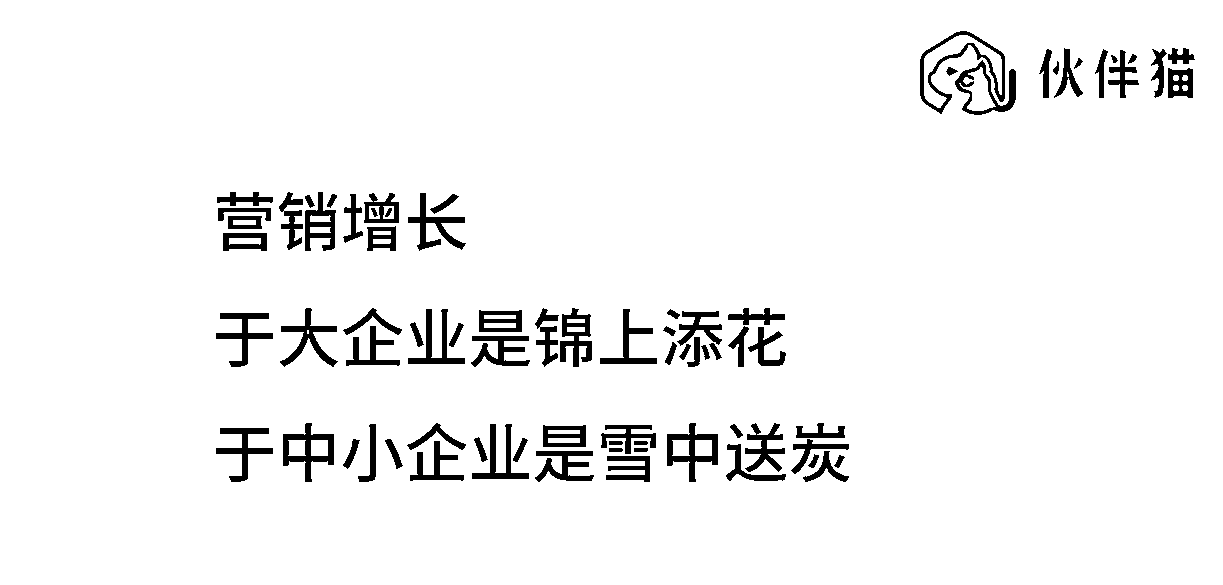 伙伴猫
营销增长
于大企业是锦上添花
于中小企业是雪中送炭